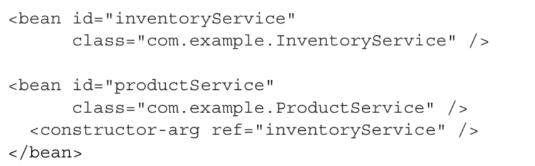 <bean id="inventoryService"
class="com.example.InventoryService" />
<bean id="productService"
class="com.example.ProductService" />
<constructor-arg ref="inventoryService" />
</bean>